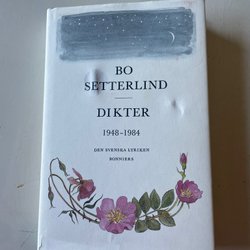 BO
SETTERLIND
DIKTER
1948-1984
DEN SVENSKA LYRIKEN
BONNIERS